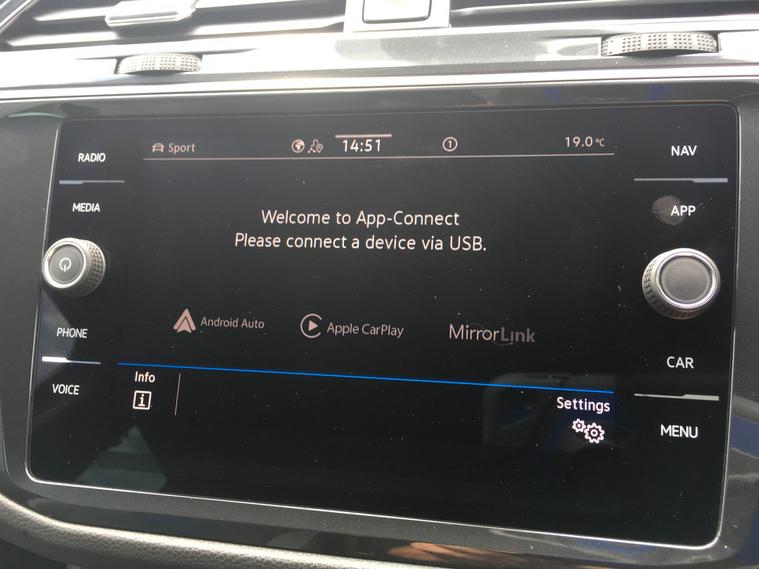 RADIO
MEDIA
PHONE
VOICE
Sport
14:51
1
19.0°C
Welcome to App-Connect
Please connect a device via USB.
Android Auto
Apple CarPlay
MirrorLink
Info
i
Settings
NAV
APP
CAR
MENU